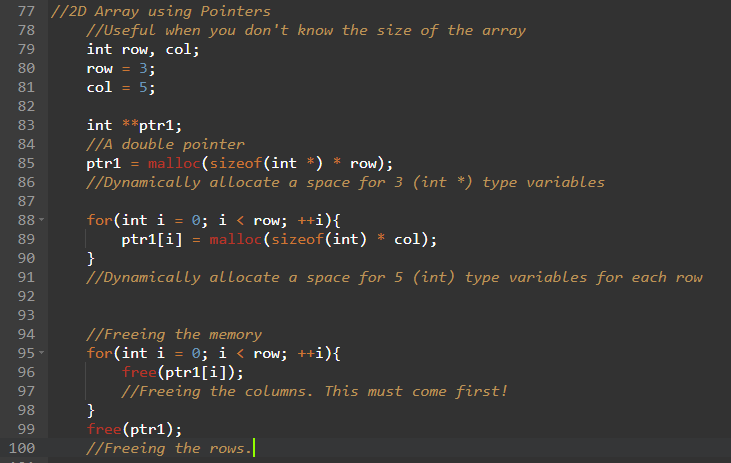 77 //2D Array using Pointers
78 //Useful when you don't know the size of the array
79 int row, col;
80 row = 3;
81 col = 5;
82
83 int **ptr1;
84 //A double pointer
85 ptr1 = malloc(sizeof(int *) * row);
86 //Dynamically allocate a space for 3 (int *) type variables
87
88 for(int i = 0; i < row; ++i){
89 ptr1[i] = malloc(sizeof(int) * col);
90 }
91 //Dynamically allocate a space for 5 (int) type variables for each row
92
93
94 //Freeing the memory
95 for(int i = 0; i < row; ++i){
96 free(ptr1[i]);
97 //Freeing the columns. This must come first!
98 }
99 free(ptr1);
100 //Freeing the rows.